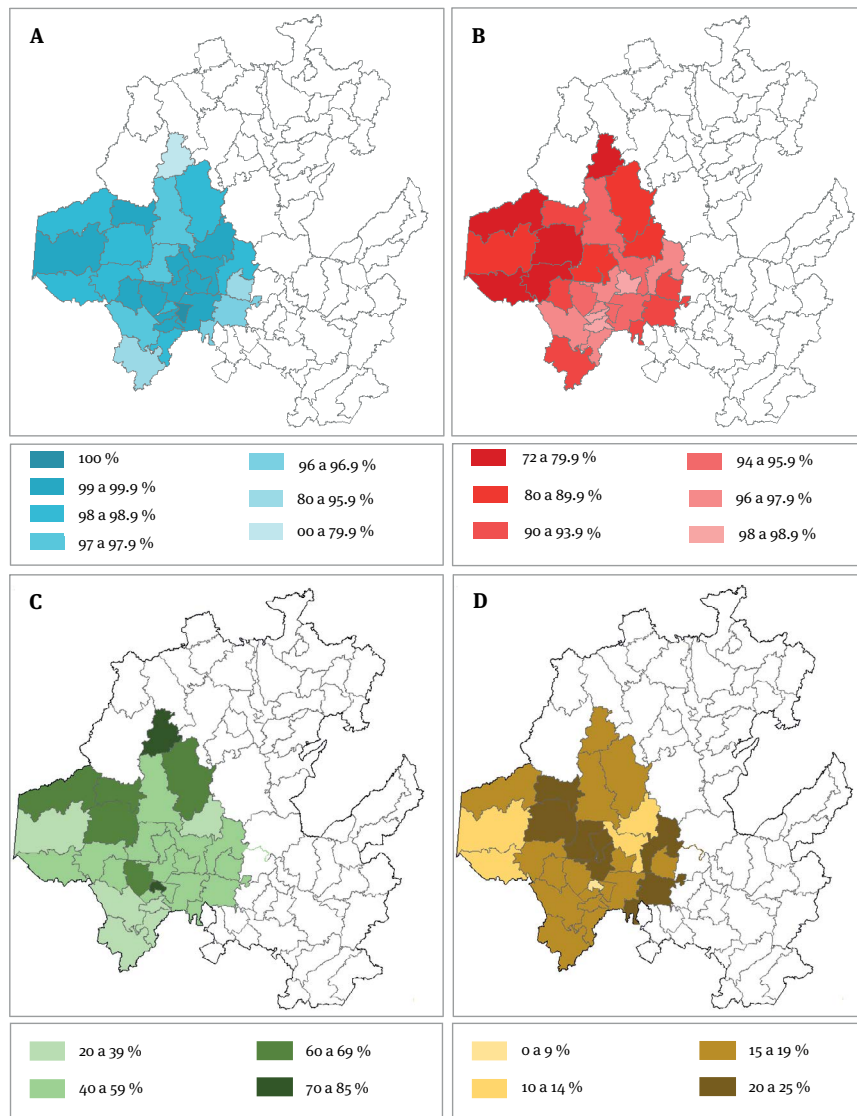 A
B
100 %
99 a 99.9 %
98 a 98.9 %
97 a 97.9 %
96 a 96.9 %
80 a 95.9 %
00 a 79.9 %
72 a 79.9 %
80 a 89.9 %
90 a 93.9 %
94 a 95.9 %
96 a 97.9 %
98 a 98.9 %
C
D
20 a 39 %
40 a 59 %
60 a 69 %
70 a 85 %
0 a 9 %
10 a 14 %
15 a 19 %
20 a 25 %